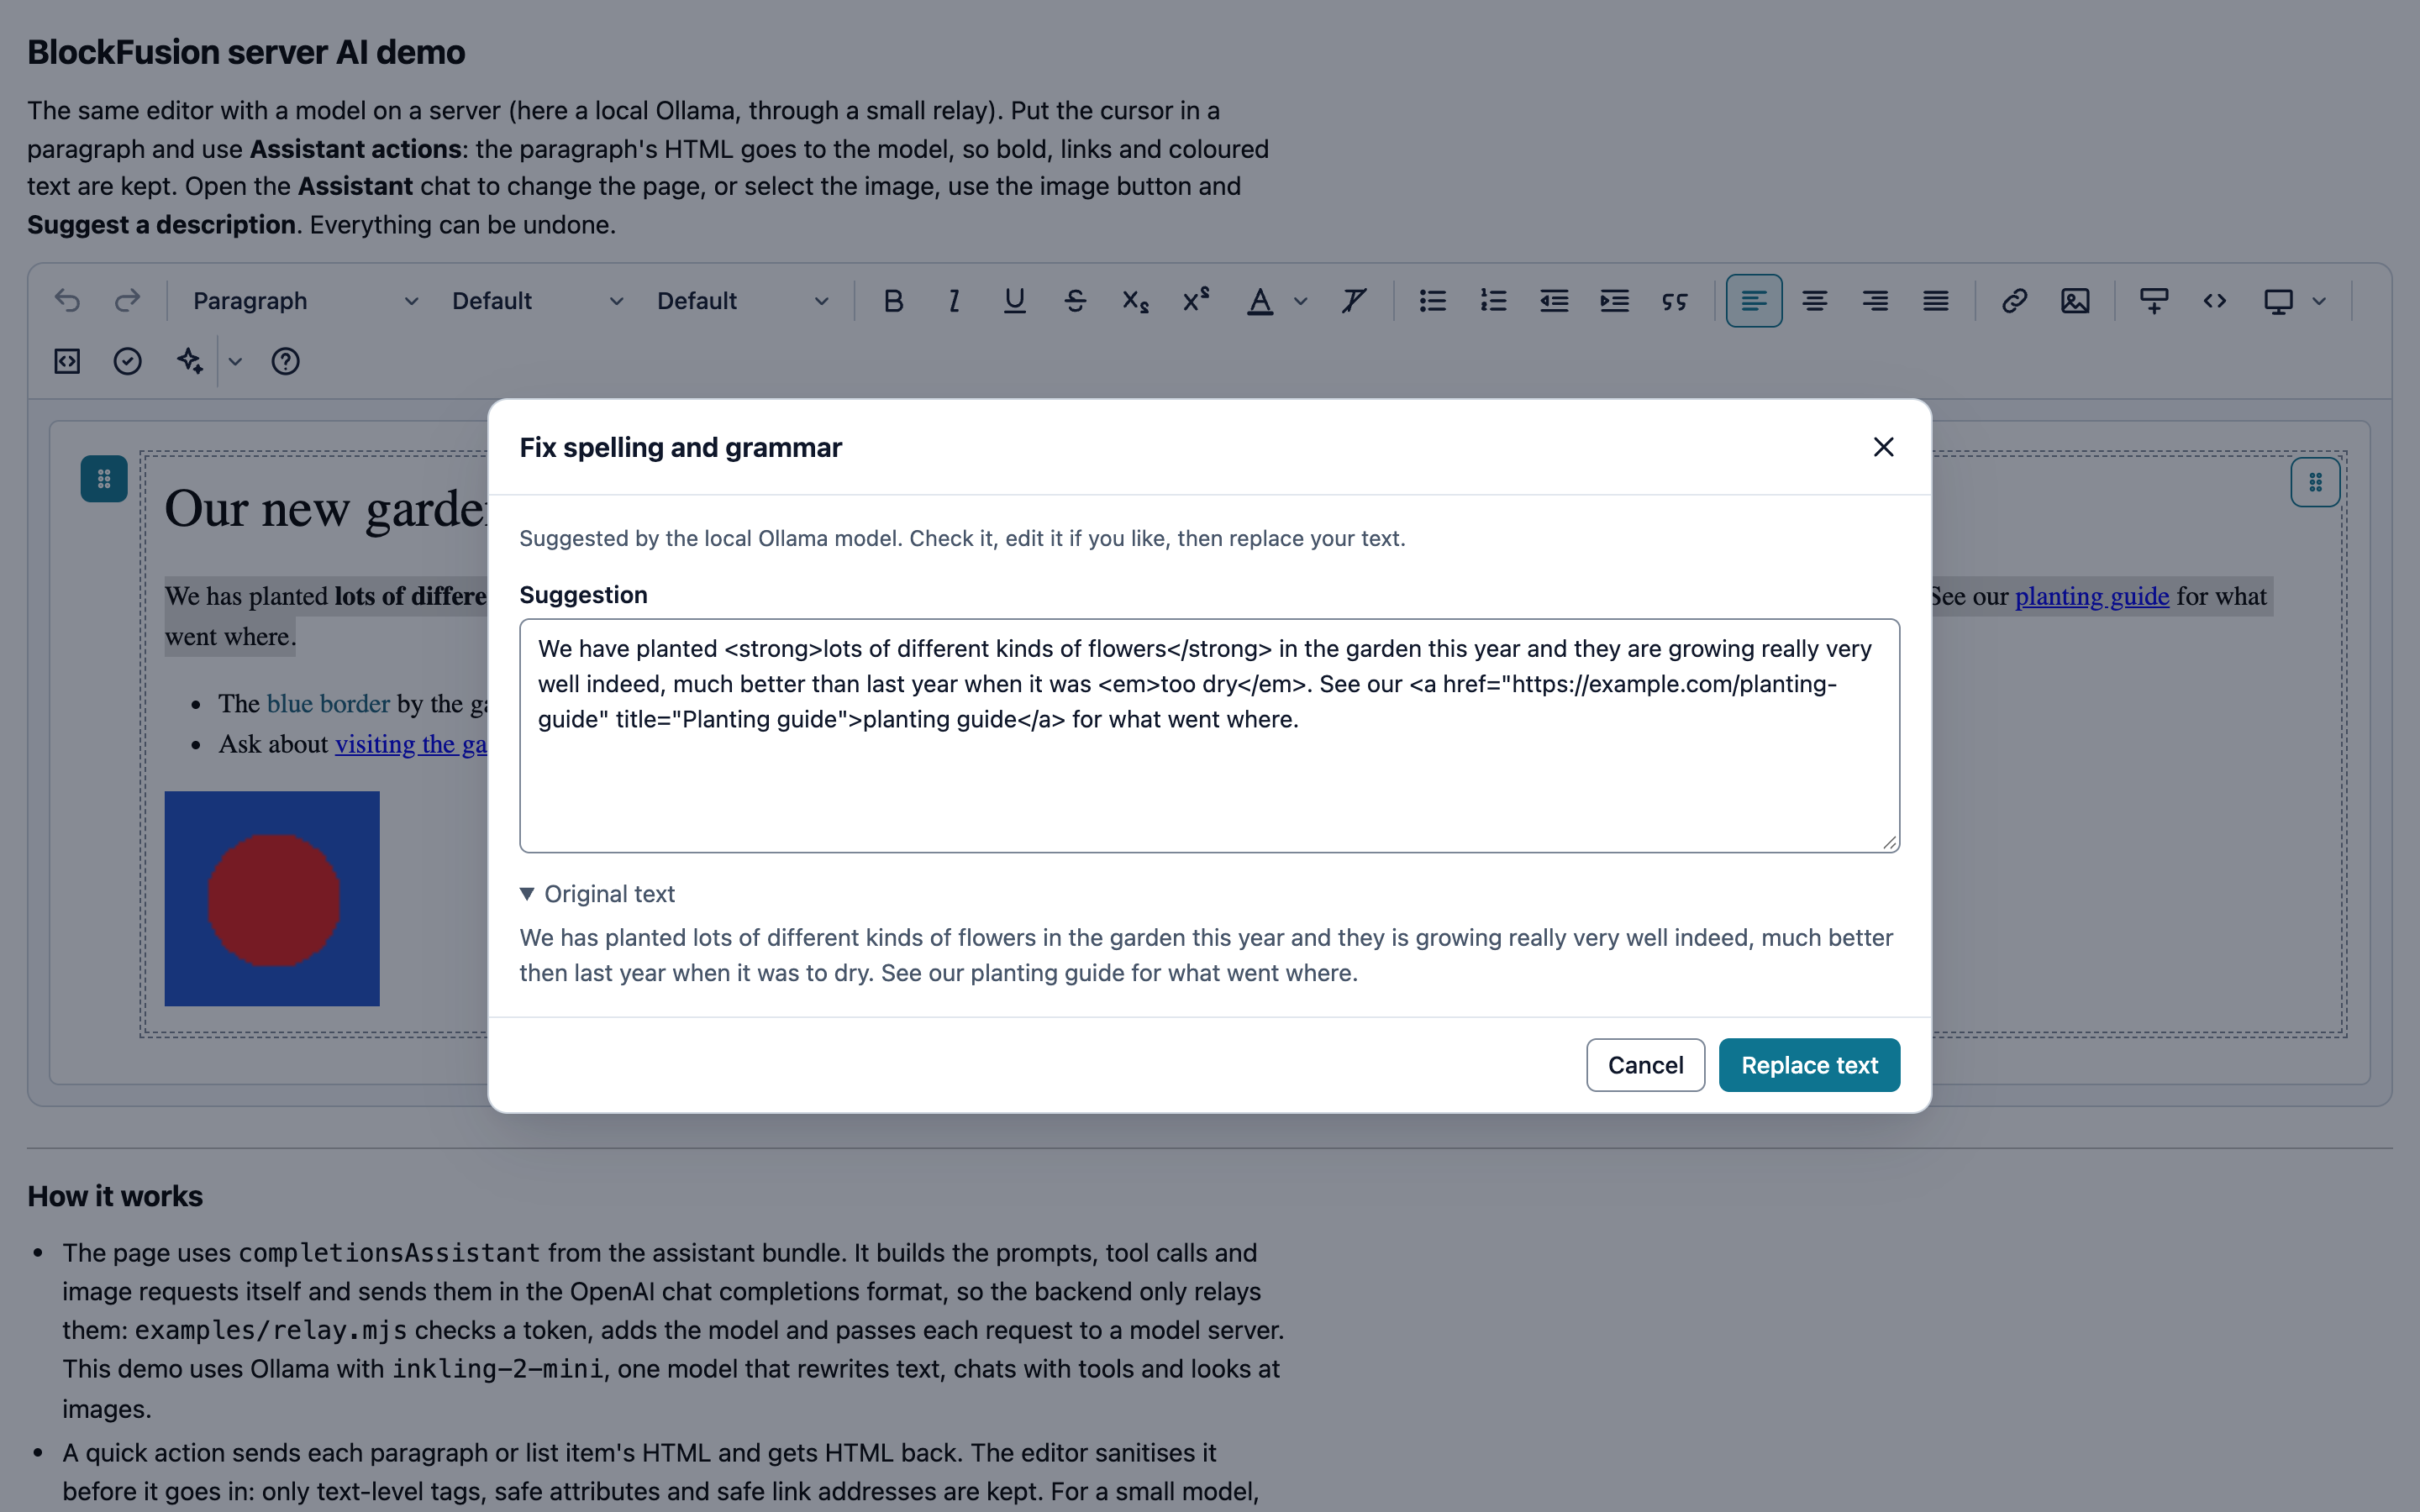 BlockFusion server AI demo
The same editor with a model on a server (here a local Ollama, through a small relay). Put the cursor in a
paragraph and use Assistant actions: the paragraph's HTML goes to the model, so bold, links and coloured
text are kept. Open the Assistant chat to change the page, or select the image, use the image button and
Suggest a description. Everything can be undone.
Paragraph Default Default
Our new garde
We has planted lots of differe
See our planting guide for what
went where.
The blue border by the ga
Ask about visiting the ga
Fix spelling and grammar
Suggested by the local Ollama model. Check it, edit it if you like, then replace your text.
Suggestion
We have planted <strong>lots of different kinds of flowers</strong> in the garden this year and they are growing really very
well indeed, much better than last year when it was <em>too dry</em>. See our <a href="https://example.com/planting-
guide" title="Planting guide">planting guide</a> for what went where.
Original text
We has planted lots of different kinds of flowers in the garden this year and they is growing really very well indeed, much better
then last year when it was to dry. See our planting guide for what went where.
Cancel Replace text
How it works
• The page uses completionsAssistant from the assistant bundle. It builds the prompts, tool calls and
image requests itself and sends them in the OpenAI chat completions format, so the backend only relays
them: examples/relay.mjs checks a token, adds the model and passes each request to a model server.
This demo uses Ollama with inkling-2-mini, one model that rewrites text, chats with tools and looks at
images.
• A quick action sends each paragraph or list item's HTML and gets HTML back. The editor sanitises it
before it goes in: only text-level tags, safe attributes and safe link addresses are kept. For a small model,